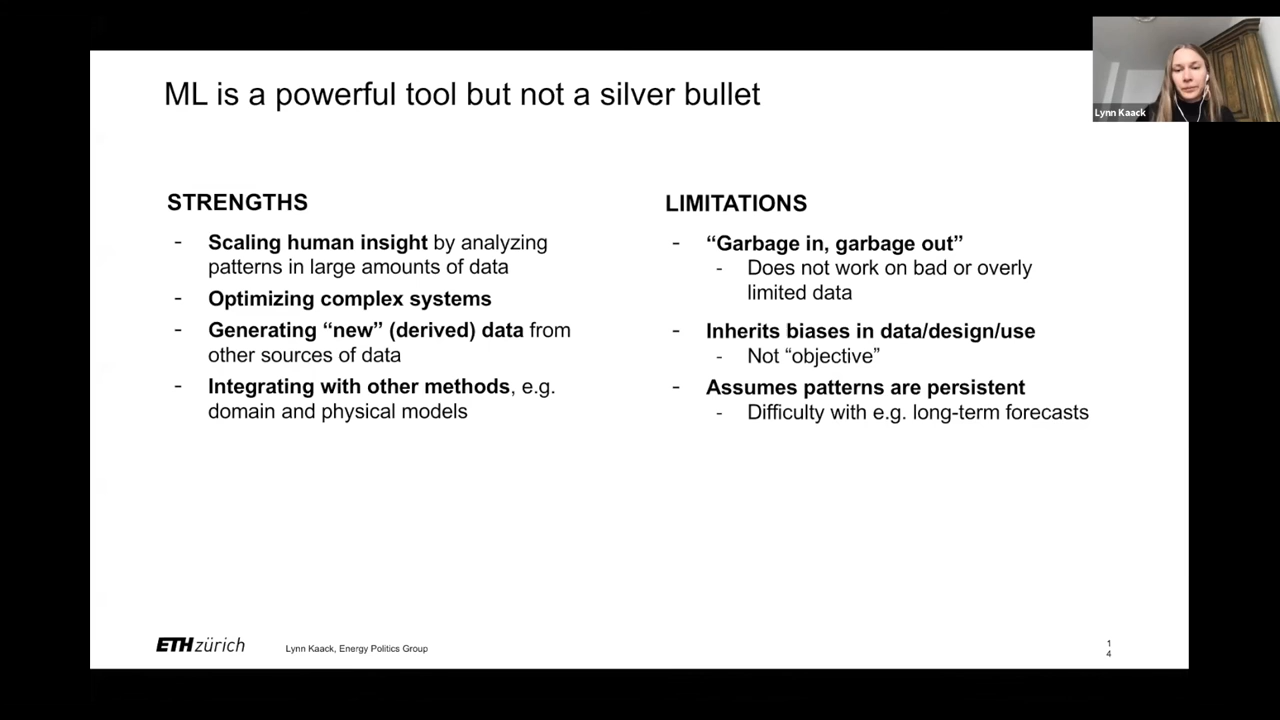 ML is a powerful tool but not a silver bullet
Lynn Kaack
STRENGTHS
- Scaling human insight by analyzing
patterns in large amounts of data
- Optimizing complex systems
- Generating “new” (derived) data from
other sources of data
- Integrating with other methods, e.g.
domain and physical models
LIMITATIONS
- “Garbage in, garbage out”
- Does not work on bad or overly
limited data
- Inherits biases in data/design/use
- Not “objective”
- Assumes patterns are persistent
- Difficulty with e.g. long-term forecasts
ETH zürich
Lynn Kaack, Energy Politics Group
1
4